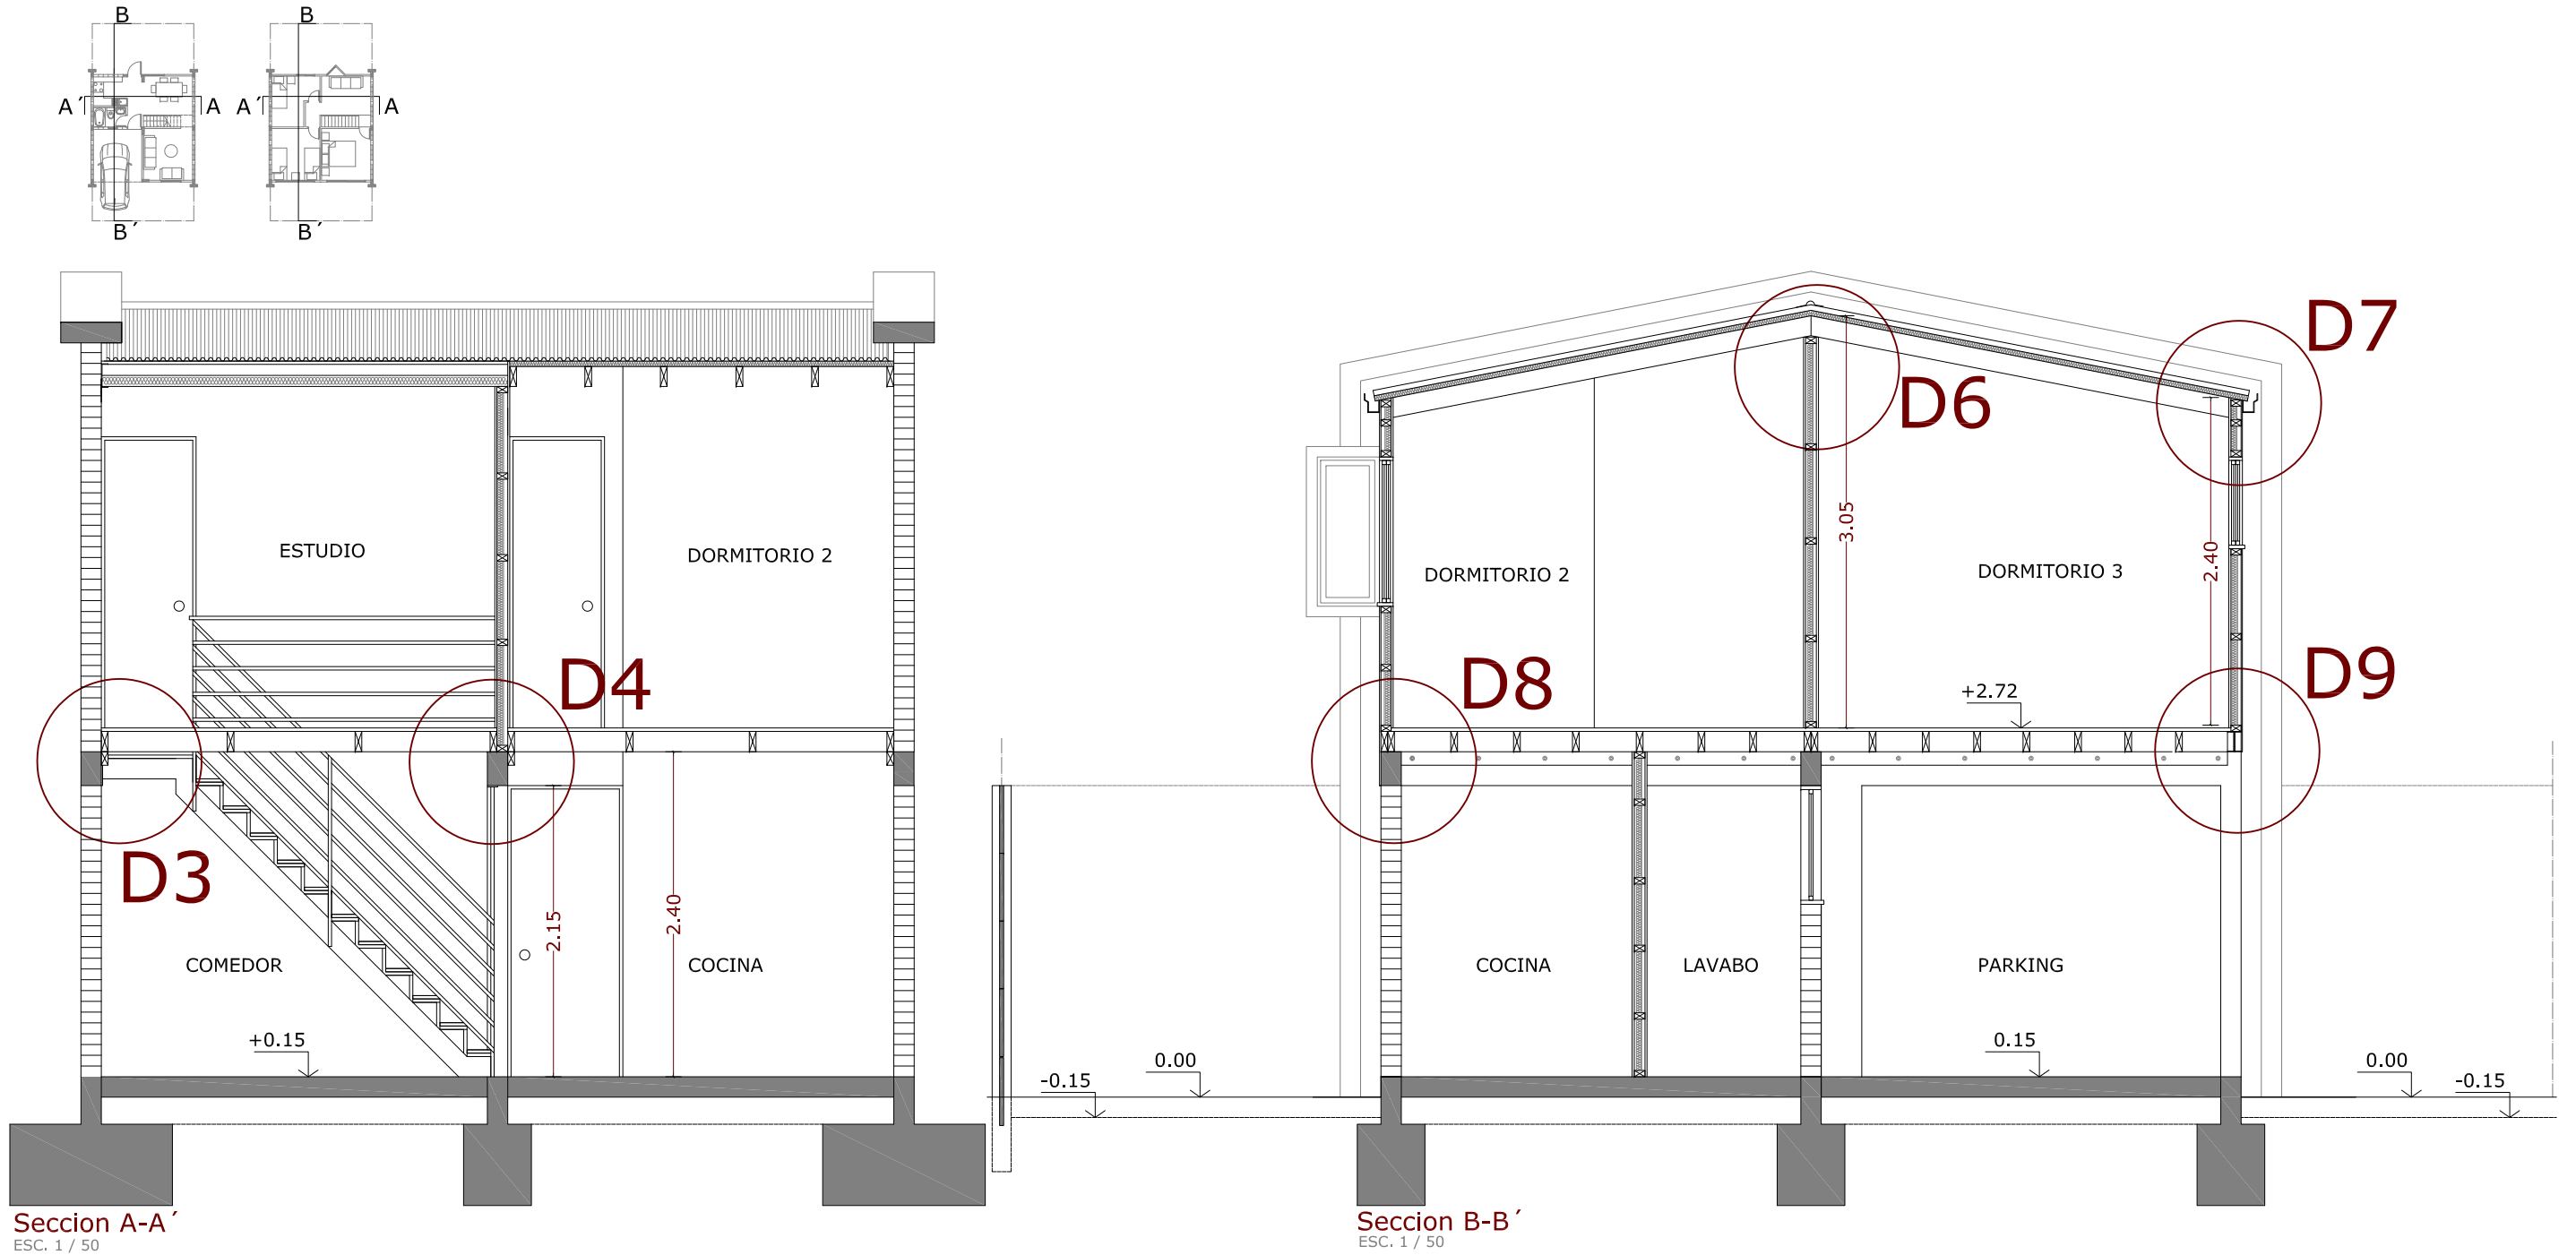 B
B
A´
A
A´
A
B´
B´
D7
D6
ESTUDIO
DORMITORIO 2
3.05
2.40
DORMITORIO 2
DORMITORIO 3
D4
D8
D9
+2.72
D3
2.15
2.40
COMEDOR
COCINA
COCINA
LAVABO
PARKING
+0.15
0.15
0.00
-0.15
0.00
-0.15
Seccion A-A´
ESC. 1 / 50
Seccion B-B´
ESC. 1 / 50